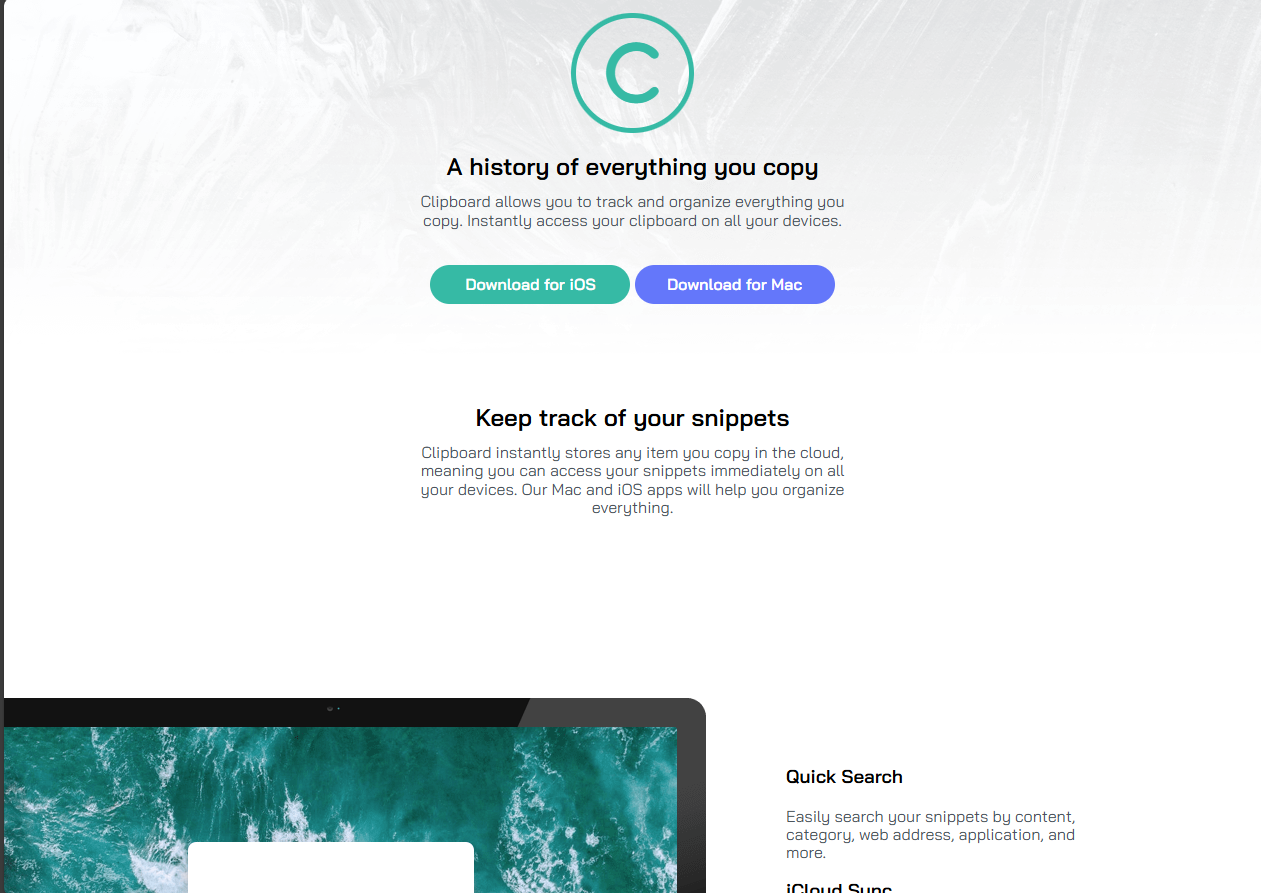 C
A history of everything you copy
Clipboard allows you to track and organize everything you
copy. Instantly access your clipboard on all your devices.
Download for iOS
Download for Mac
Keep track of your snippets
Clipboard instantly stores any item you copy in the cloud,
meaning you can access your snippets immediately on all
your devices. Our Mac and iOS apps will help you organize
everything.
Quick Search
Easily search your snippets by content,
category, web address, application, and
more.
iCloud Sync